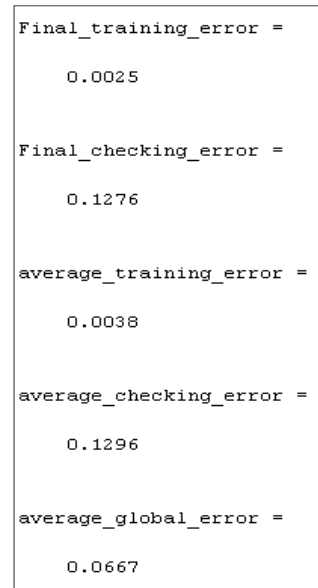 Final_training_error =
0.0025
Final_checking_error =
0.1276
average_training_error =
0.0038
average_checking_error =
0.1296
average_global_error =
0.0667